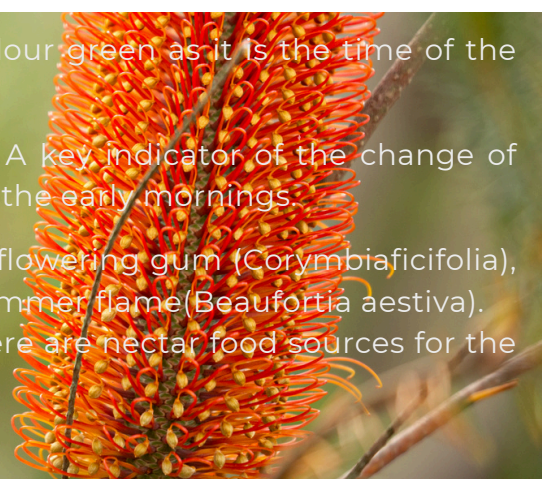 lour green as it is the time of the
A key indicator of the change of
the early mornings.
flowering gum (Corymbiaficifolia),
mmer flame(Beaufortia aestiva).
ere are nectar food sources for the